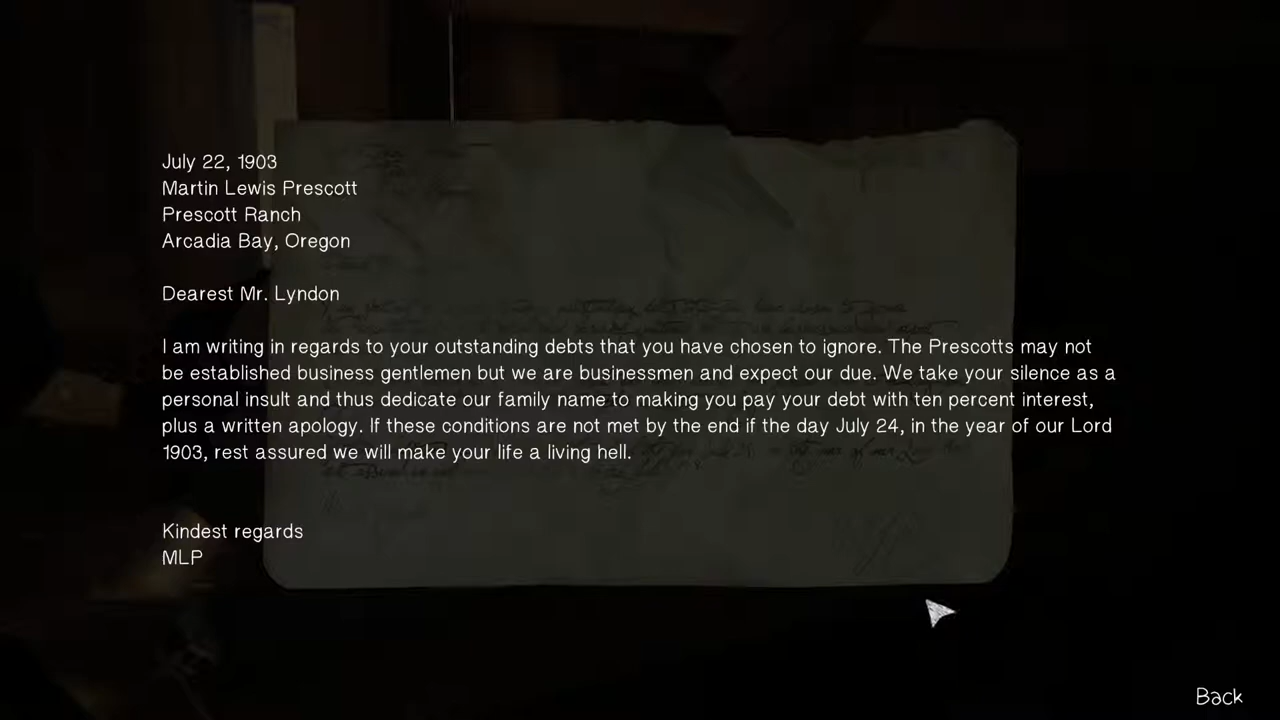 July 22, 1903
Martin Lewis Prescott
Prescott Ranch
Arcadia Bay, Oregon
Dearest Mr. Lyndon
I am writing in regards to your outstanding debts that you have chosen to ignore. The Prescotts may not
be established business gentlemen but we are businessmen and expect our due. We take your silence as a
personal insult and thus dedicate our family name to making you pay your debt with ten percent interest,
plus a written apology. If these conditions are not met by the end if the day July 24, in the year of our Lord
1903, rest assured we will make your life a living hell.
Kindest regards
MLP
Back